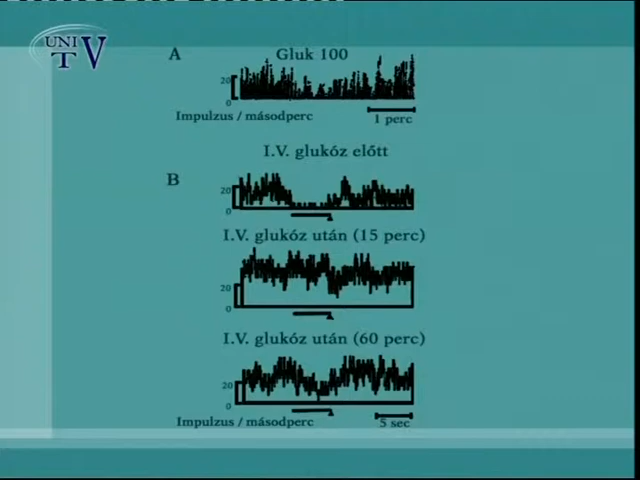 UNI
TV
A
Gluk 100
20
0
Impulzus / másodperc
1 perc
I.V. glukóz előtt
B
20
0
I.V. glukóz után (15 perc)
20
0
I.V. glukóz után (60 perc)
20
0
Impulzus / másodperc
5 sec